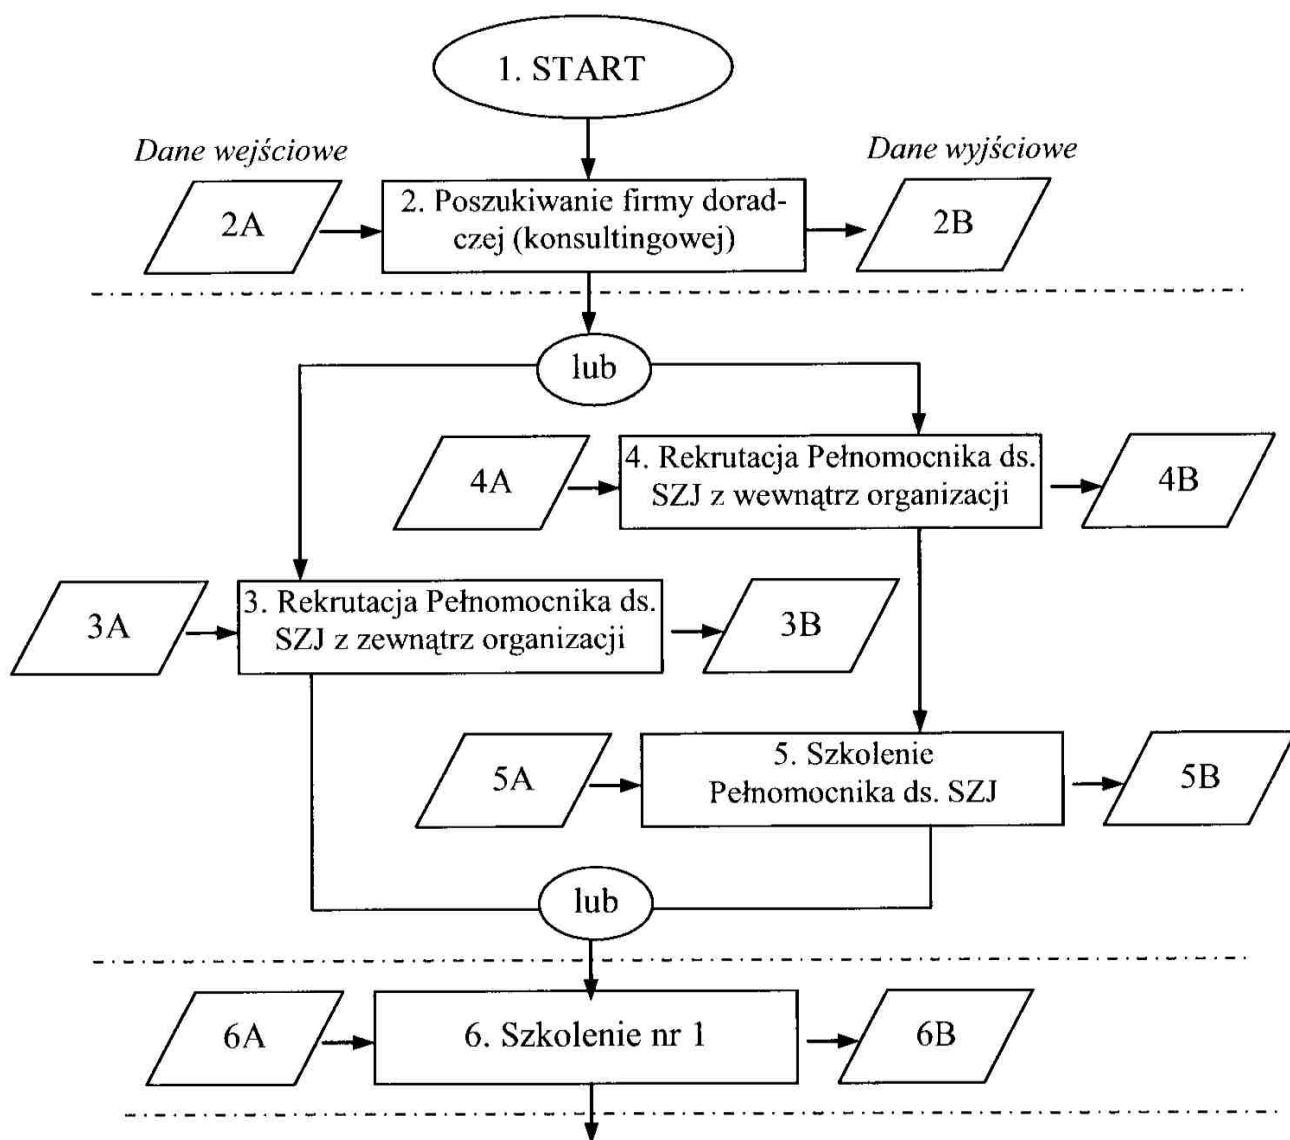 1. START
Dane wejściowe
Dane wyjściowe
2A
2. Poszukiwanie firmy dorad-
czej (konsultingowej)
2B
lub
4A
4. Rekrutacja Pełnomocnika ds.
SZJ z wewnątrz organizacji
4B
3A
3. Rekrutacja Pełnomocnika ds.
SZJ z zewnątrz organizacji
3B
5A
5. Szkolenie
Pełnomocnika ds. SZJ
5B
lub
6A
6. Szkolenie nr 1
6B